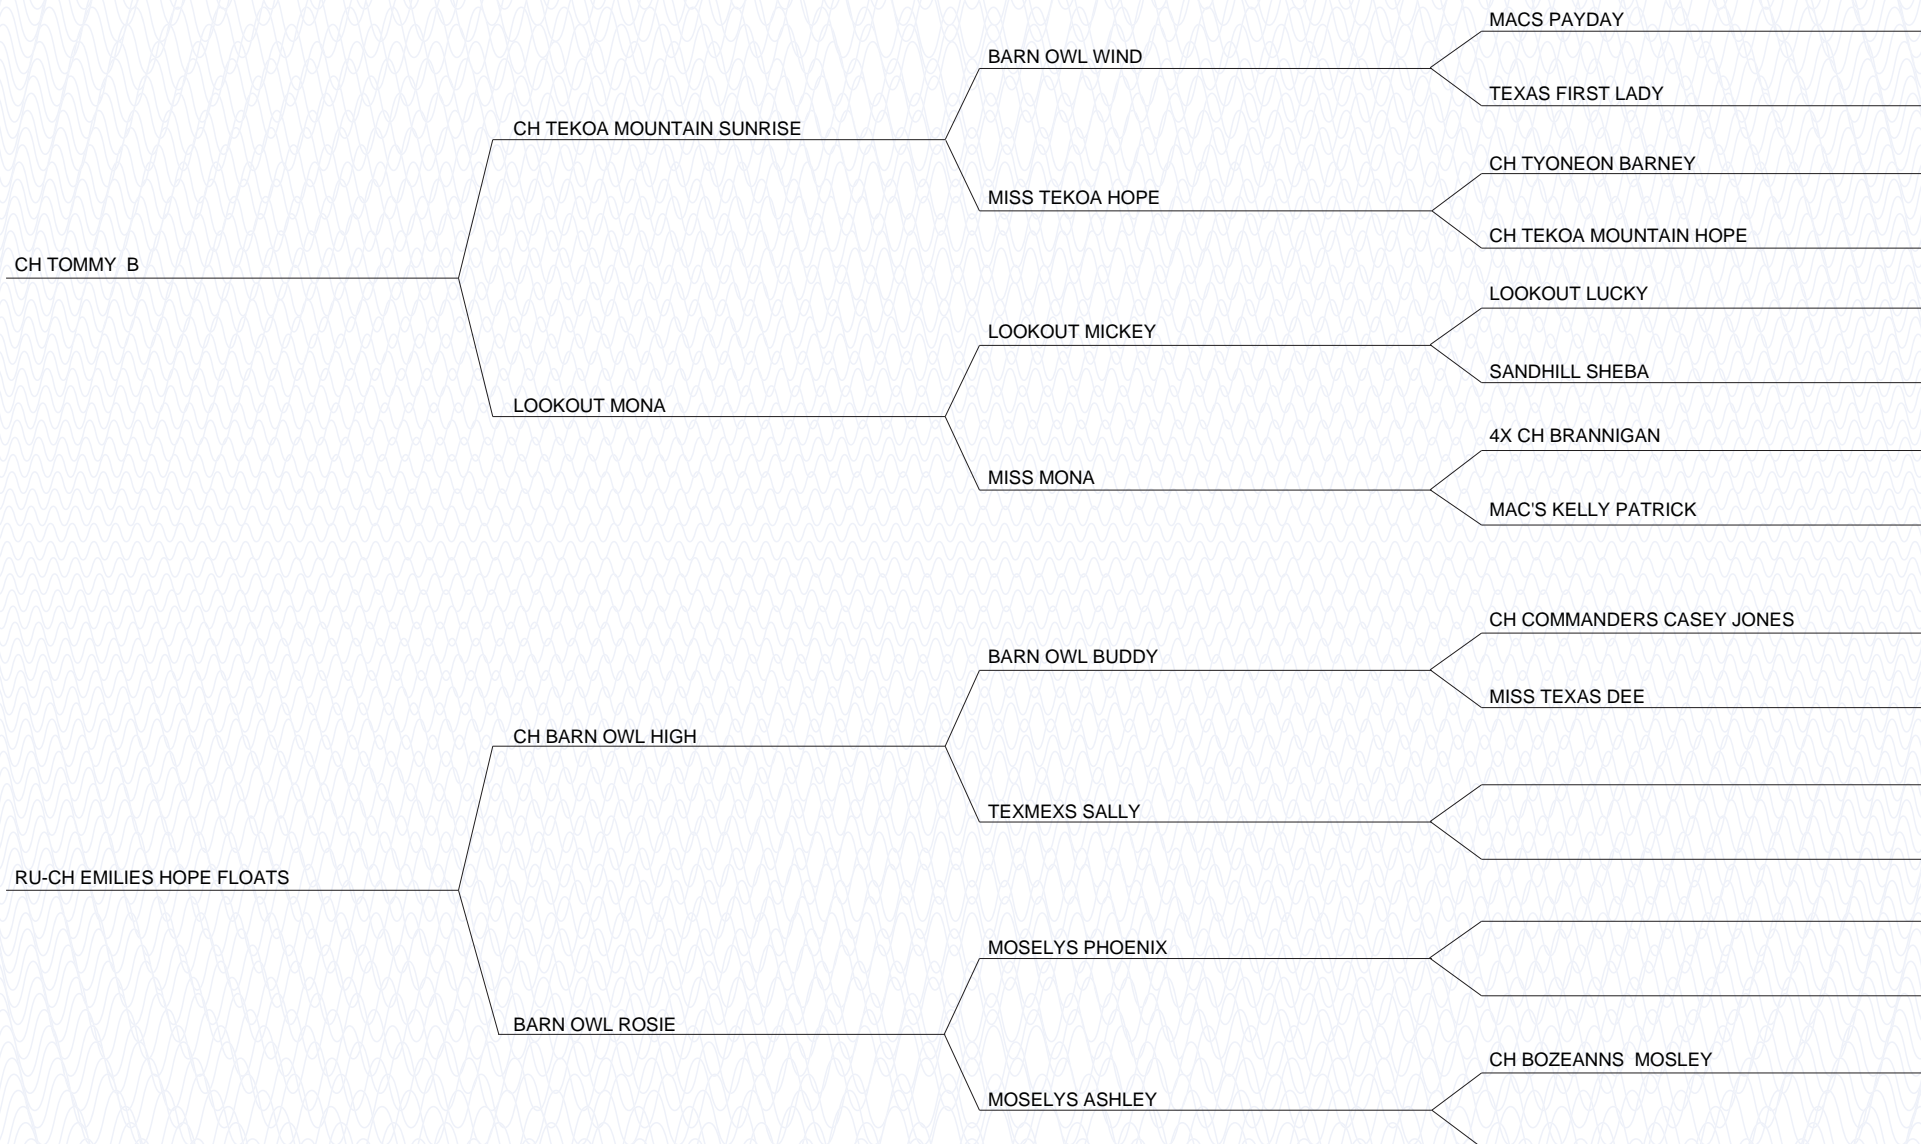 MACS PAYDAY
BARN OWL WIND
TEXAS FIRST LADY
CH TEKOA MOUNTAIN SUNRISE
CH TYONEON BARNEY
MISS TEKOA HOPE
CH TEKOA MOUNTAIN HOPE
CH TOMMY  B
LOOKOUT LUCKY
LOOKOUT MICKEY
SANDHILL SHEBA
LOOKOUT MONA
4X CH BRANNIGAN
MISS MONA
MAC'S KELLY PATRICK
CH COMMANDERS CASEY JONES
BARN OWL BUDDY
MISS TEXAS DEE
CH BARN OWL HIGH
TEXMEXS SALLY
RU-CH EMILIES HOPE FLOATS
MOSELYS PHOENIX
BARN OWL ROSIE
CH BOZEANNS  MOSLEY
MOSELYS ASHLEY